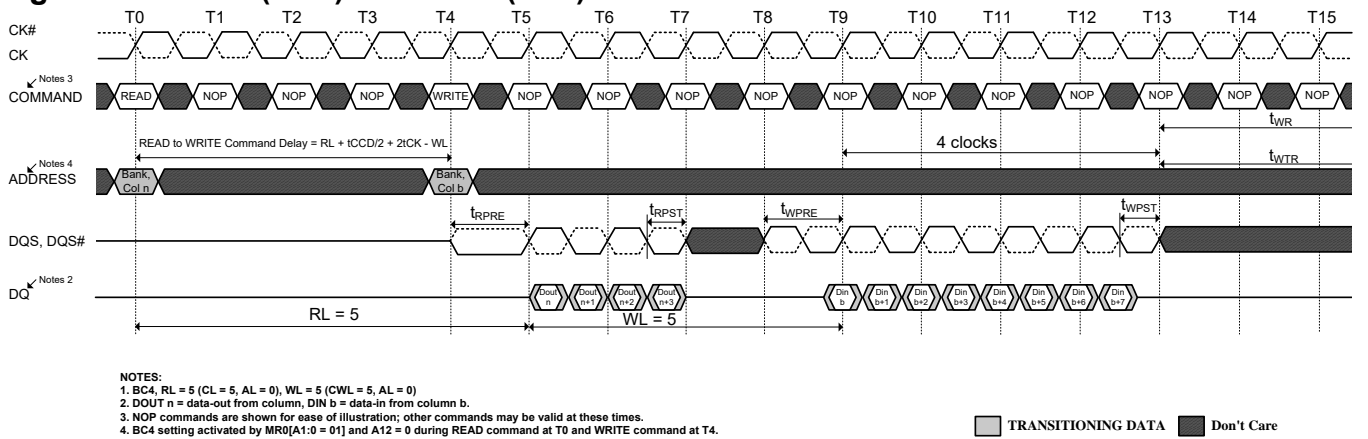 T0 T1 T2 T3 T4 T5 T6 T7 T8 T9 T10 T11 T12 T13 T14 T15
CK#
CK
Notes 3
COMMAND READ NOP NOP NOP WRITE NOP NOP NOP NOP NOP NOP NOP NOP NOP NOP NOP
tWR
READ to WRITE Command Delay = RL + tCCD/2 + 2tCK - WL
4 clocks
Notes 4
tWTR
ADDRESS
Bank, Col n
Bank, Col b
tRPRE tRPST tWPRE tWPST
DQS, DQS#
Notes 2
DQ
Dout n Dout n+1 Dout n+2 Dout n+3 Din b Din b+1 Din b+2 Din b+3 Din b+4 Din b+5 Din b+6 Din b+7
RL = 5 WL = 5
NOTES:
1. BC4, RL = 5 (CL = 5, AL = 0), WL = 5 (CWL = 5, AL = 0)
2. DOUT n = data-out from column, DIN b = data-in from column b.
3. NOP commands are shown for ease of illustration; other commands may be valid at these times.
4. BC4 setting activated by MR0[A1:0 = 01] and A12 = 0 during READ command at T0 and WRITE command at T4.
TRANSITIONING DATA Don't Care